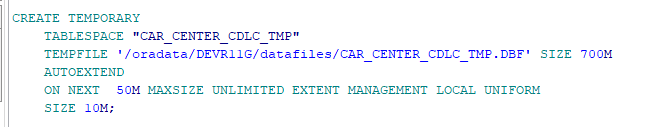 CREATE TEMPORARY
TABLESPACE "CAR_CENTER_CDLC_TMP"
TEMPFILE '/oradata/DEVR11G/datafiles/CAR_CENTER_CDLC_TMP.DBF' SIZE 700M
AUTOEXTEND
ON NEXT  50M MAXSIZE UNLIMITED EXTENT MANAGEMENT LOCAL UNIFORM
SIZE 10M;